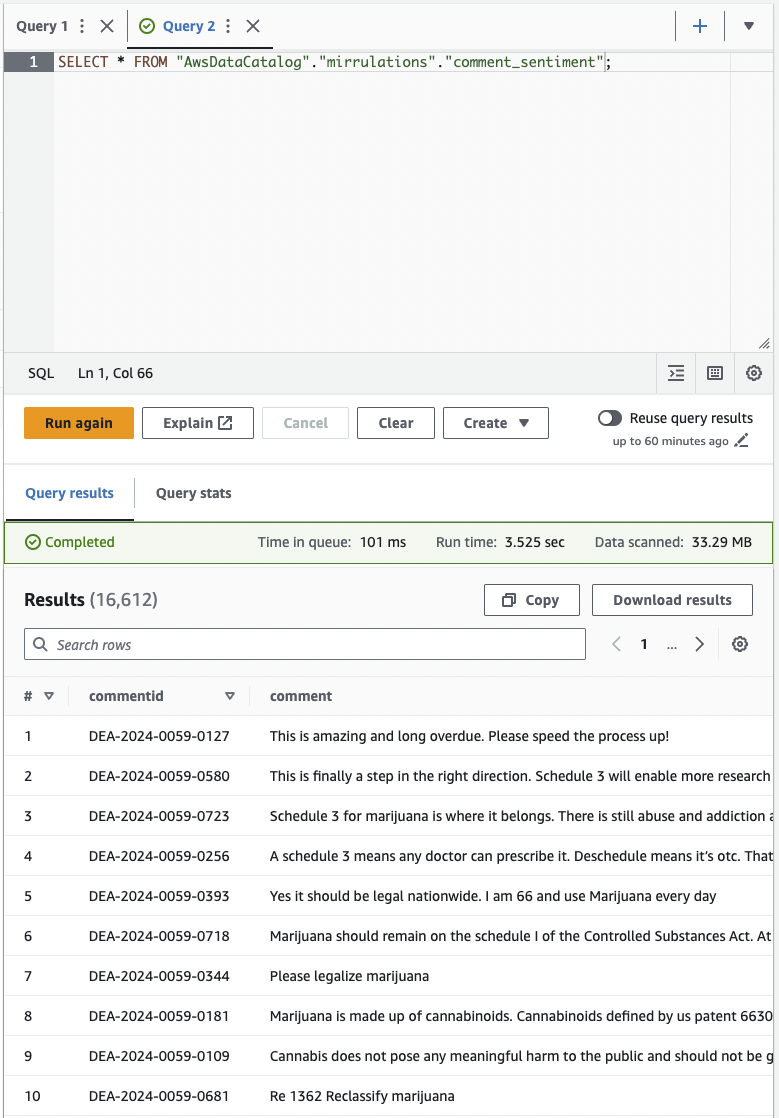 Query 1 Query 2
1 SELECT * FROM "AwsDataCatalog"."mirrulations"."comment_sentiment";
SQL Ln 1, Col 66
Run again Explain Cancel Clear Create Reuse query results
up to 60 minutes ago
Query results Query stats
Completed Time in queue: 101 ms Run time: 3.525 sec Data scanned: 33.29 MB
Results (16,612) Copy Download results
Search rows 1 ...
# commentid comment
1 DEA-2024-0059-0127 This is amazing and long overdue. Please speed the process up!
2 DEA-2024-0059-0580 This is finally a step in the right direction. Schedule 3 will enable more research
3 DEA-2024-0059-0723 Schedule 3 for marijuana is where it belongs. There is still abuse and addiction a
4 DEA-2024-0059-0256 A schedule 3 means any doctor can prescribe it. Deschedule means it's otc. That
5 DEA-2024-0059-0393 Yes it should be legal nationwide. I am 66 and use Marijuana every day
6 DEA-2024-0059-0718 Marijuana should remain on the schedule I of the Controlled Substances Act. At
7 DEA-2024-0059-0344 Please legalize marijuana
8 DEA-2024-0059-0181 Marijuana is made up of cannabinoids. Cannabinoids defined by us patent 6630
9 DEA-2024-0059-0109 Cannabis does not pose any meaningful harm to the public and should not be g
10 DEA-2024-0059-0681 Re 1362 Reclassify marijuana